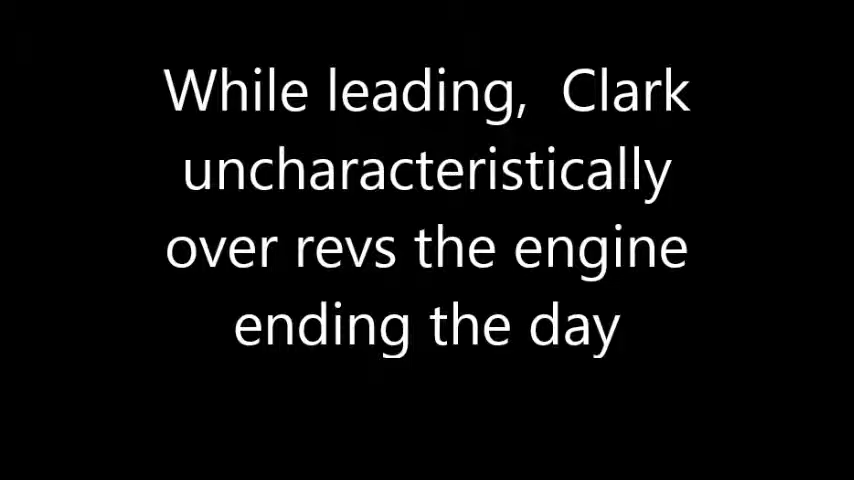 While leading,  Clark
uncharacteristically
over revs the engine
ending the day